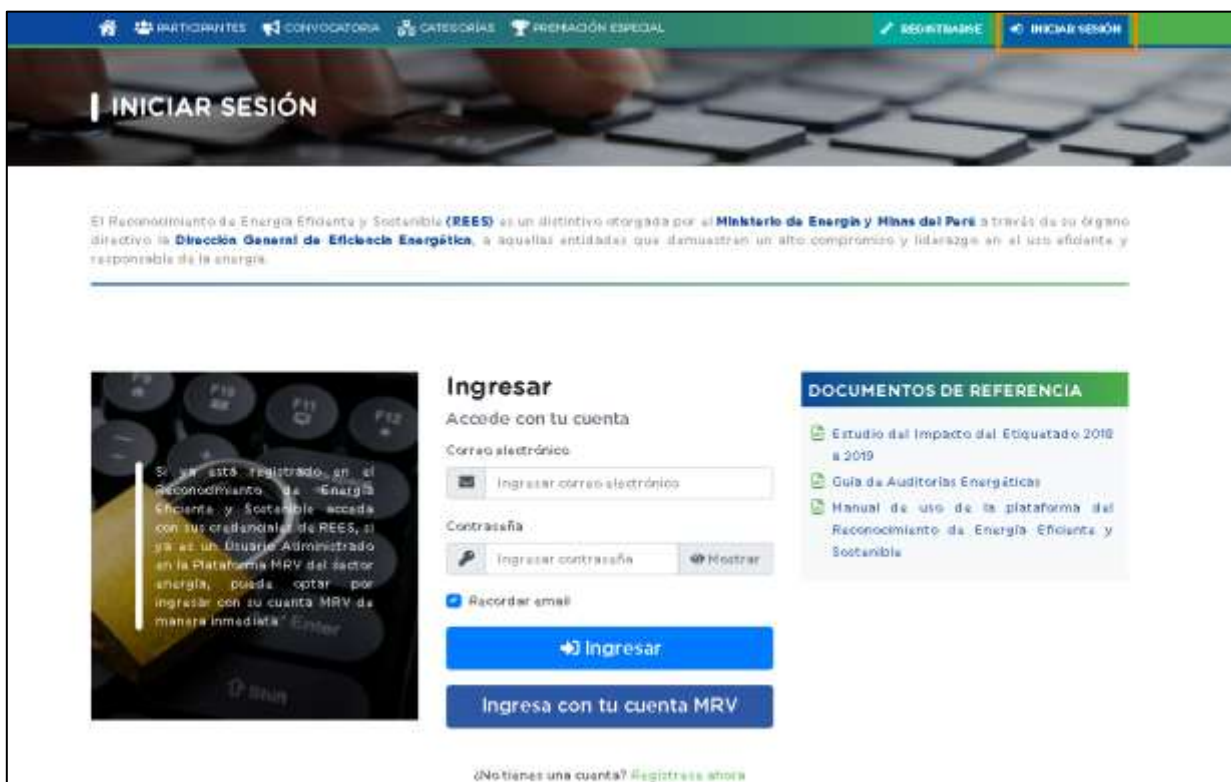 PARTICIPANTES CONVOCATORIA CATEGORÍAS PREMIACIÓN ESPECIAL REGISTRARSE INICIAR SESIÓN
INICIAR SESIÓN
El Reconocimiento de Energía Eficiente y Sostenible (REES) es un distintivo otorgado por el Ministerio de Energía y Minas del Perú a través de su órgano
directivo la Dirección General de Eficiencia Energética, a aquellas entidades que demuestran un alto compromiso y liderazgo en el uso eficiente y
responsable de la energía.
F9
F10
F11
F12
Si ya está registrado en el
Reconocimiento de Energía
Eficiente y Sostenible acceda
con sus credenciales de REES, si
ya es un Usuario Administrado
en la Plataforma MRV del sector
energía, puede optar por
ingresar con su cuenta MRV de
manera inmediata.
Enter
Shift
Ingresar
Accede con tu cuenta
Correo electrónico
Ingresar correo electrónico
Contraseña
Ingresar contraseña Mostrar
Recordar email
Ingresar
Ingresa con tu cuenta MRV
¿No tienes una cuenta? Regístrese ahora
DOCUMENTOS DE REFERENCIA
Estudio del Impacto del Etiquetado 2018
a 2019
Guía de Auditorías Energéticas
Manual de uso de la plataforma del
Reconocimiento de Energía Eficiente y
Sostenible